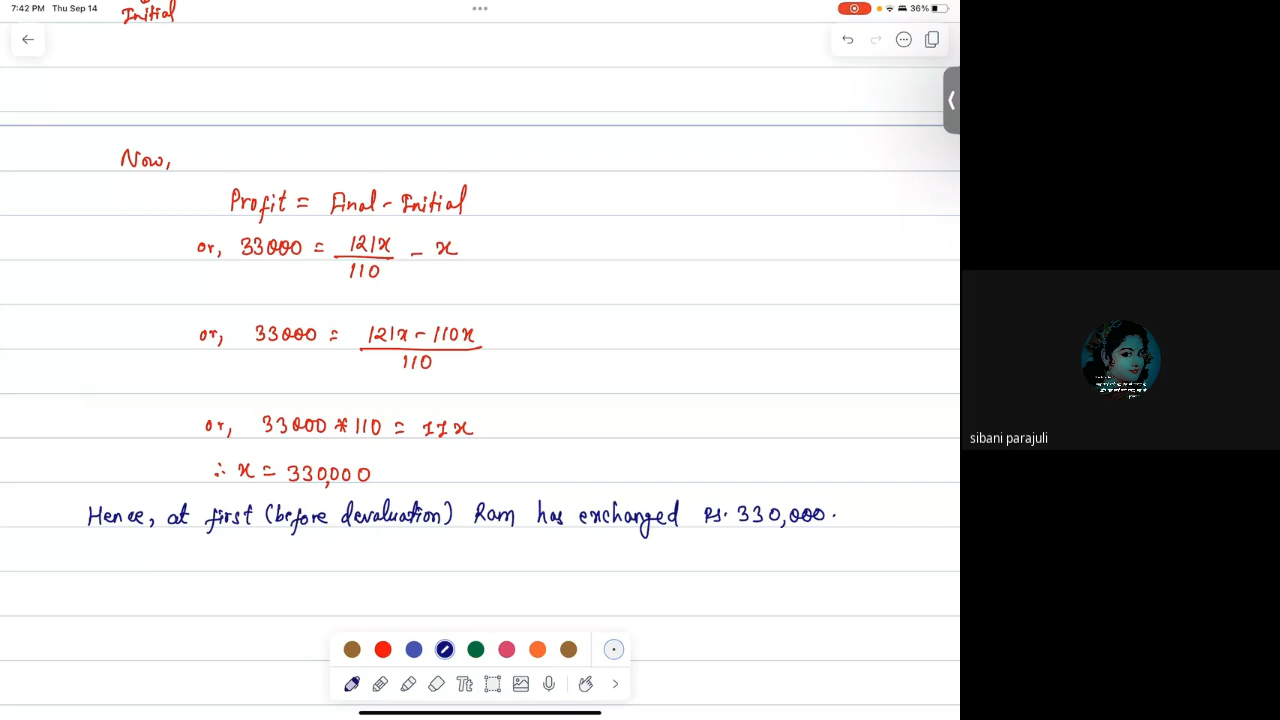 7:42 PM Thu Sep 14
36%
Initial
Now,
Profit = Final - Initial
or, 33000 = 121x/110 - x
or, 33000 = 121x - 110x/110
or, 33000 * 110 = 11x
∴ x = 330,000
Hence, at first (before devaluation) Ram has exchanged Rs. 330,000.
Tt
sibani parajuli